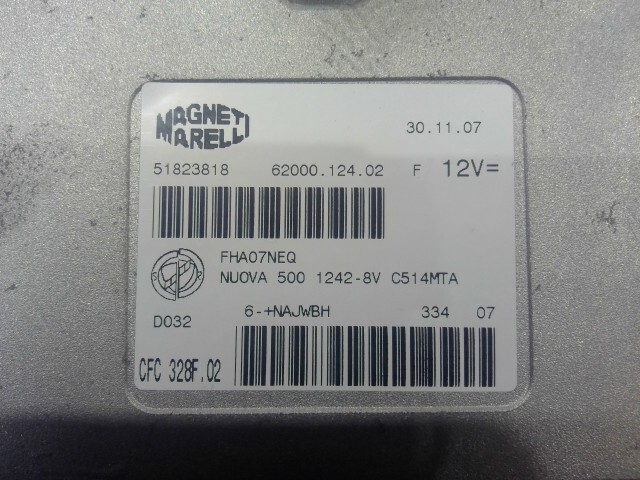 MAGNETI
MARELLI
30.11.07
51823818 62000.124.02 F 12V=
FHA07NEQ
NUOVA 500 1242-8V C514MTA
D032 6-+NAJWBH 334 07
CFC 328F.02